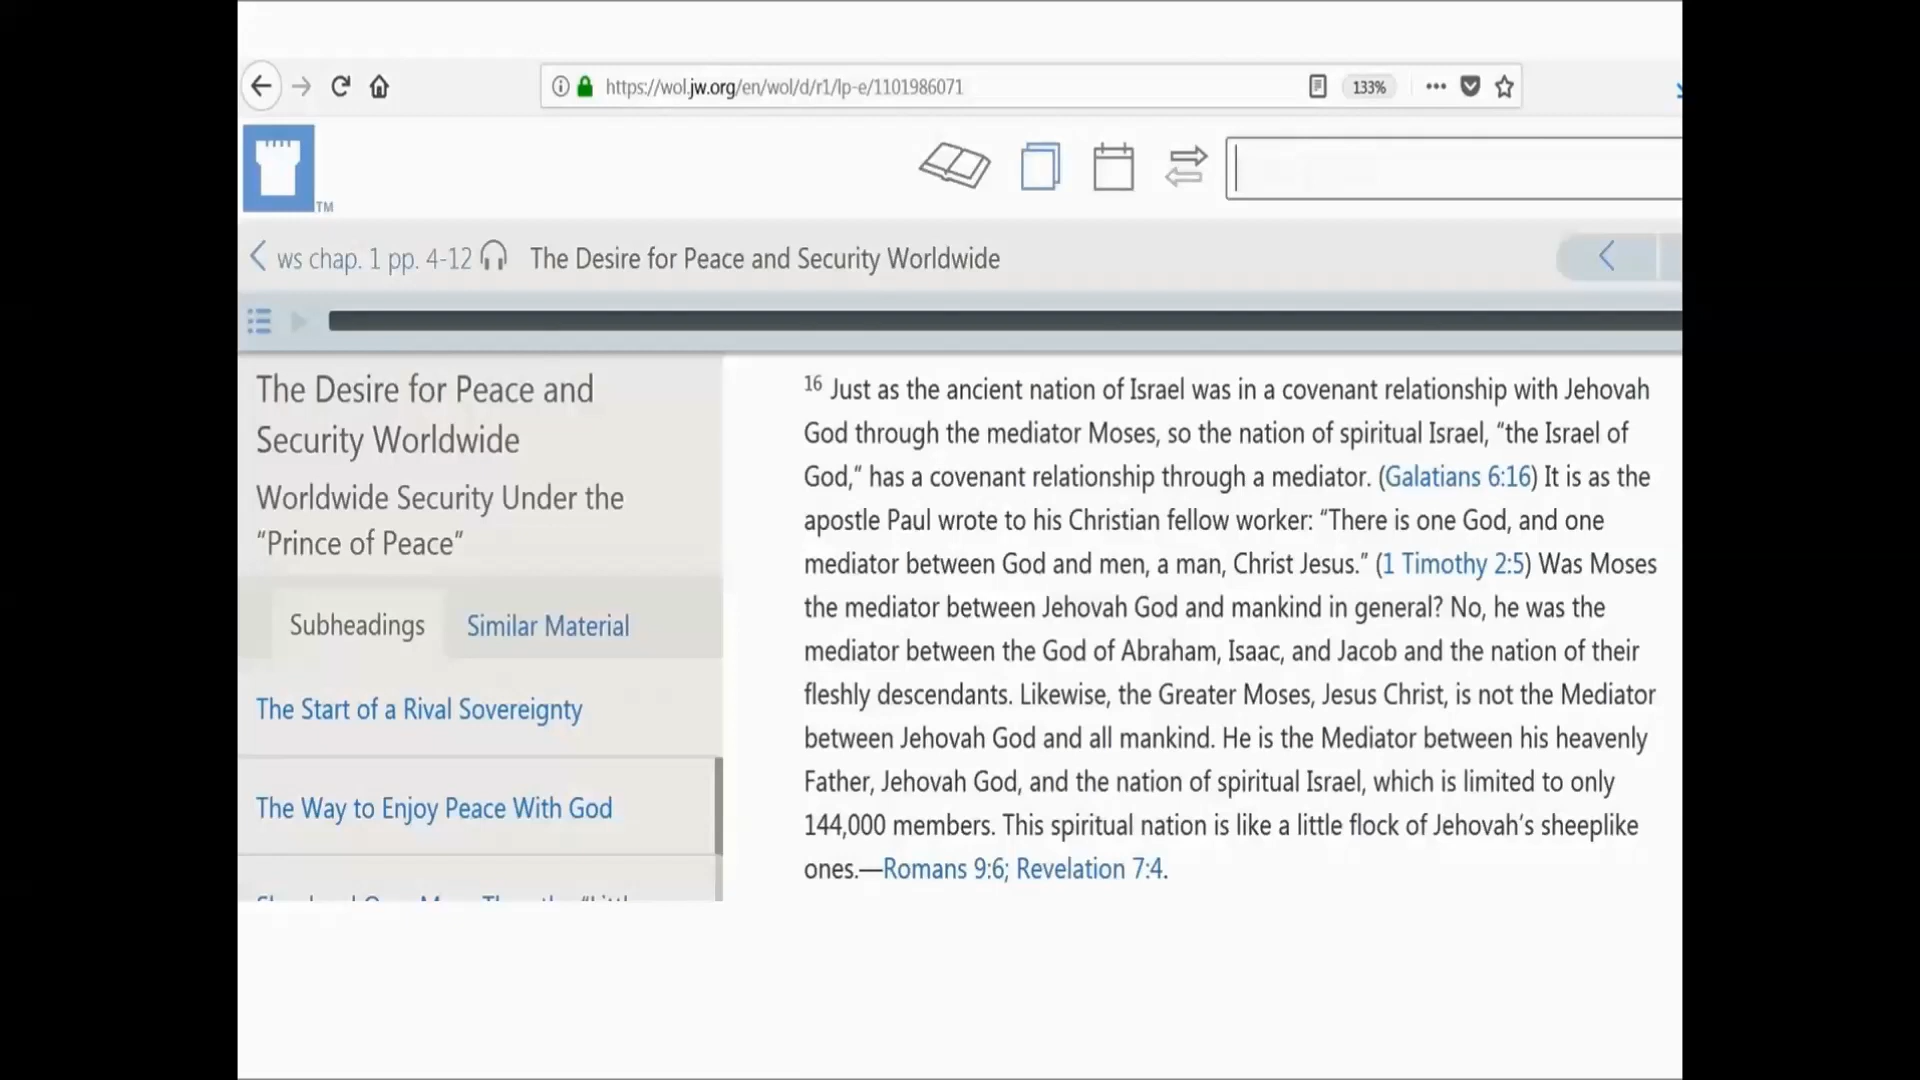 https://wol.jw.org/en/wol/d/r1/lp-e/1101986071
133%
TM
ws chap. 1 pp. 4-12
The Desire for Peace and Security Worldwide
The Desire for Peace and
Security Worldwide
Worldwide Security Under the
“Prince of Peace”
Subheadings
Similar Material
The Start of a Rival Sovereignty
The Way to Enjoy Peace With God
16 Just as the ancient nation of Israel was in a covenant relationship with Jehovah
God through the mediator Moses, so the nation of spiritual Israel, “the Israel of
God,” has a covenant relationship through a mediator. (Galatians 6:16) It is as the
apostle Paul wrote to his Christian fellow worker: “There is one God, and one
mediator between God and men, a man, Christ Jesus.” (1 Timothy 2:5) Was Moses
the mediator between Jehovah God and mankind in general? No, he was the
mediator between the God of Abraham, Isaac, and Jacob and the nation of their
fleshly descendants. Likewise, the Greater Moses, Jesus Christ, is not the Mediator
between Jehovah God and all mankind. He is the Mediator between his heavenly
Father, Jehovah God, and the nation of spiritual Israel, which is limited to only
144,000 members. This spiritual nation is like a little flock of Jehovah’s sheeplike
ones.—Romans 9:6; Revelation 7:4.